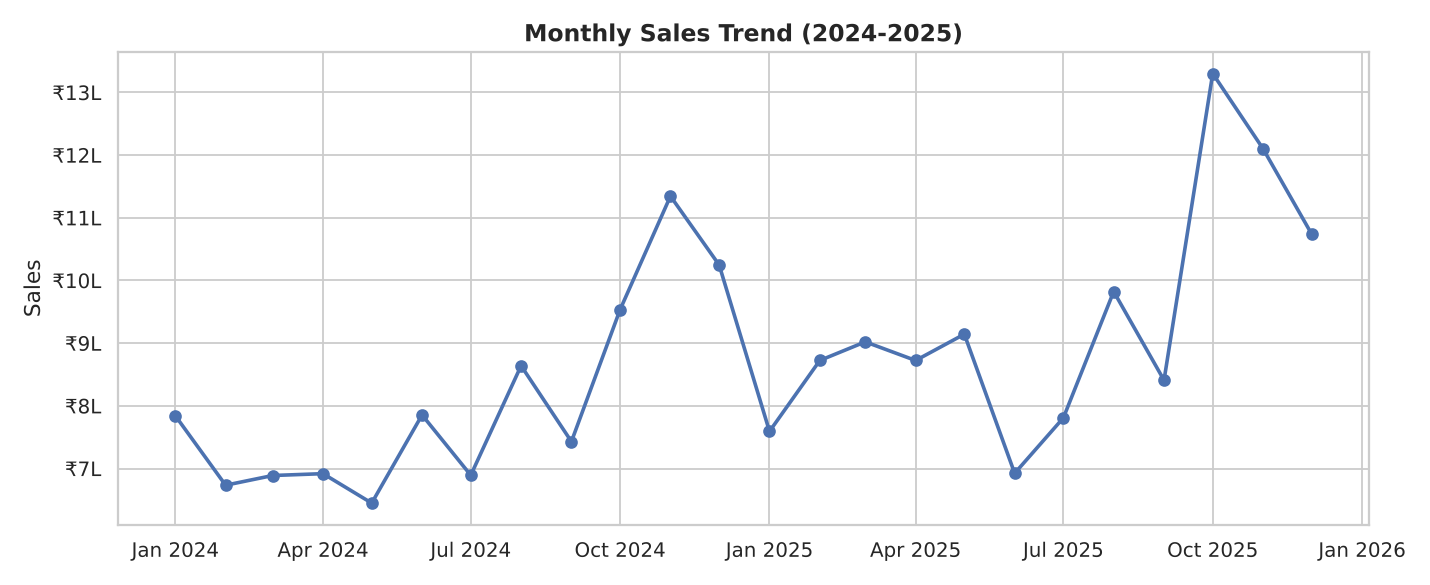 Monthly Sales Trend (2024-2025)
Sales
₹13L
₹12L
₹11L
₹10L
₹9L
₹8L
₹7L
Jan 2024 Apr 2024 Jul 2024 Oct 2024 Jan 2025 Apr 2025 Jul 2025 Oct 2025 Jan 2026